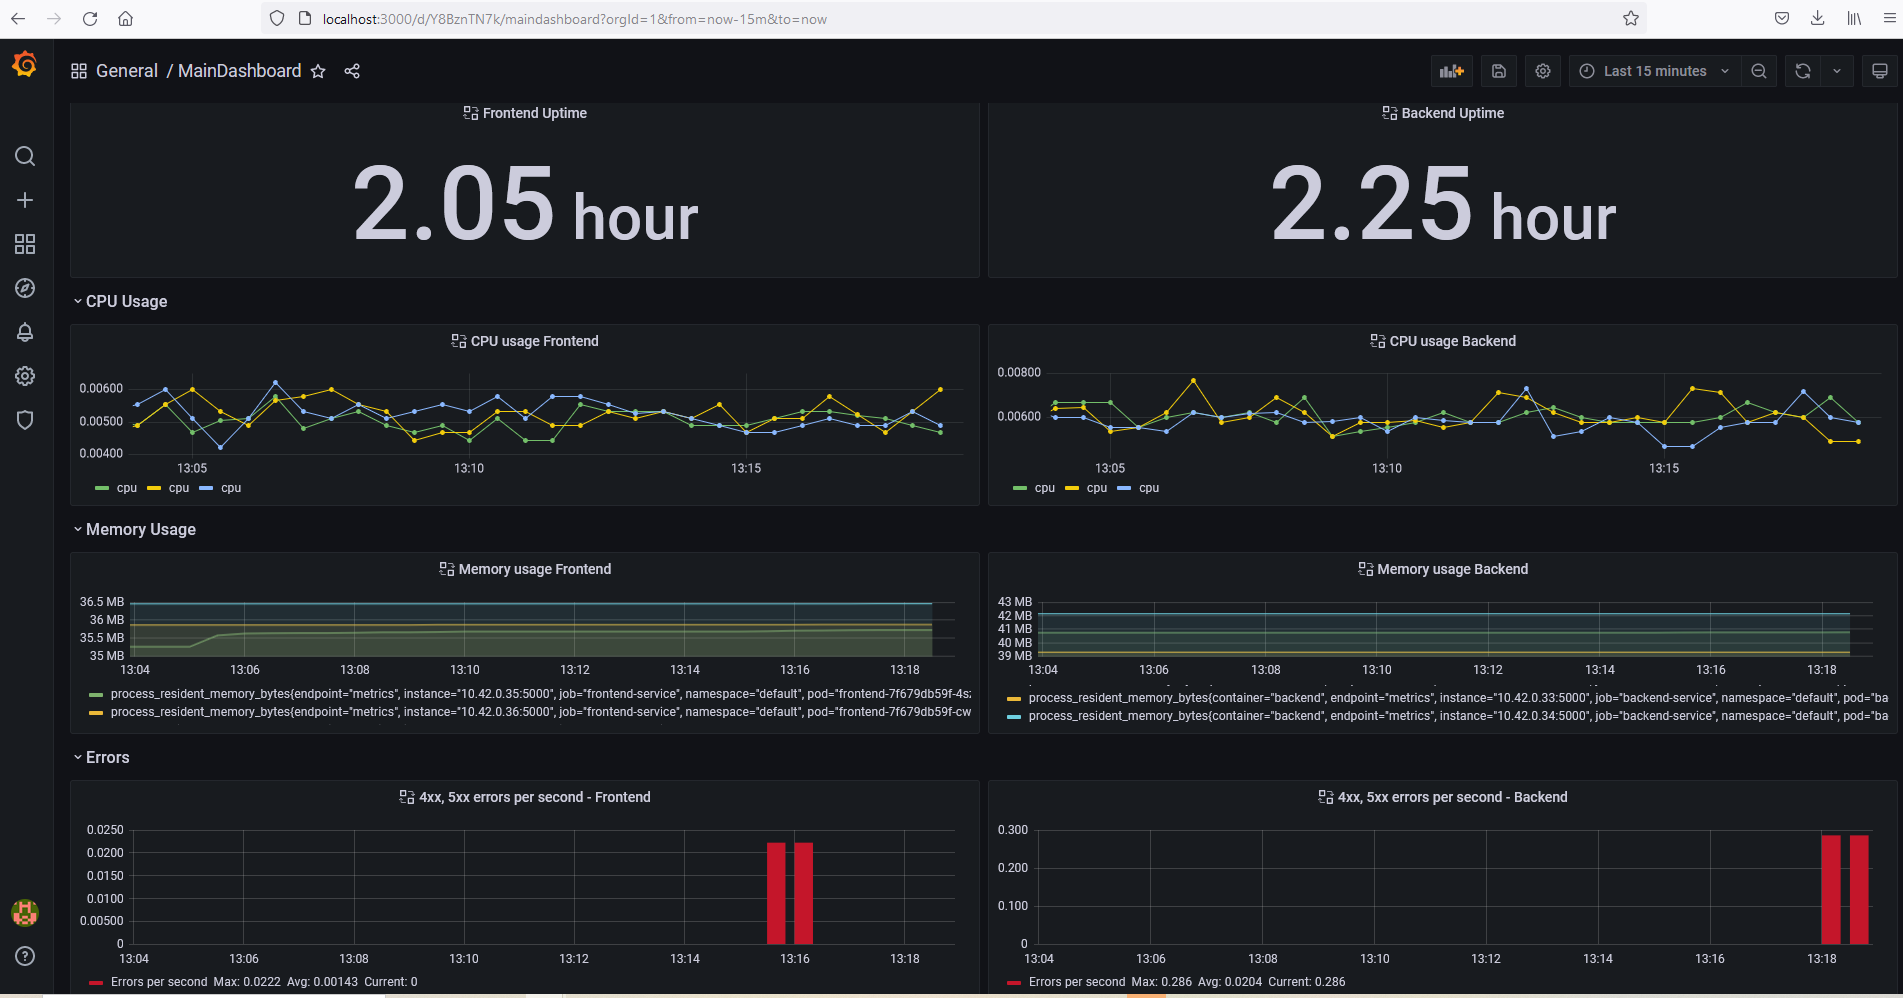 localhost:3000/d/Y8BznTN7k/maindashboard?orgId=1&from=now-15m&to=now
General / MainDashboard
Last 15 minutes
Frontend Uptime
2.05 hour
Backend Uptime
2.25 hour
CPU Usage
CPU usage Frontend
0.00600
0.00500
0.00400
13:05 13:10 13:15
cpu cpu cpu
CPU usage Backend
0.00800
0.00600
13:05 13:10 13:15
cpu cpu cpu
Memory Usage
Memory usage Frontend
36.5 MB
36 MB
35.5 MB
35 MB
13:04 13:06 13:08 13:10 13:12 13:14 13:16 13:18
process_resident_memory_bytes{endpoint="metrics", instance="10.42.0.35:5000", job="frontend-service", namespace="default", pod="frontend-7f679db59f-4sz
process_resident_memory_bytes{endpoint="metrics", instance="10.42.0.36:5000", job="frontend-service", namespace="default", pod="frontend-7f679db59f-cw
Memory usage Backend
43 MB
42 MB
41 MB
40 MB
39 MB
13:04 13:06 13:08 13:10 13:12 13:14 13:16 13:18
process_resident_memory_bytes{container="backend", endpoint="metrics", instance="10.42.0.33:5000", job="backend-service", namespace="default", pod="ba
process_resident_memory_bytes{container="backend", endpoint="metrics", instance="10.42.0.34:5000", job="backend-service", namespace="default", pod="ba
Errors
4xx, 5xx errors per second - Frontend
0.0250
0.0200
0.0150
0.0100
0.00500
0
13:04 13:06 13:08 13:10 13:12 13:14 13:16 13:18
Errors per second Max: 0.0222 Avg: 0.00143 Current: 0
4xx, 5xx errors per second - Backend
0.300
0.200
0.100
0
13:04 13:06 13:08 13:10 13:12 13:14 13:16 13:18
Errors per second Max: 0.286 Avg: 0.0204 Current: 0.286